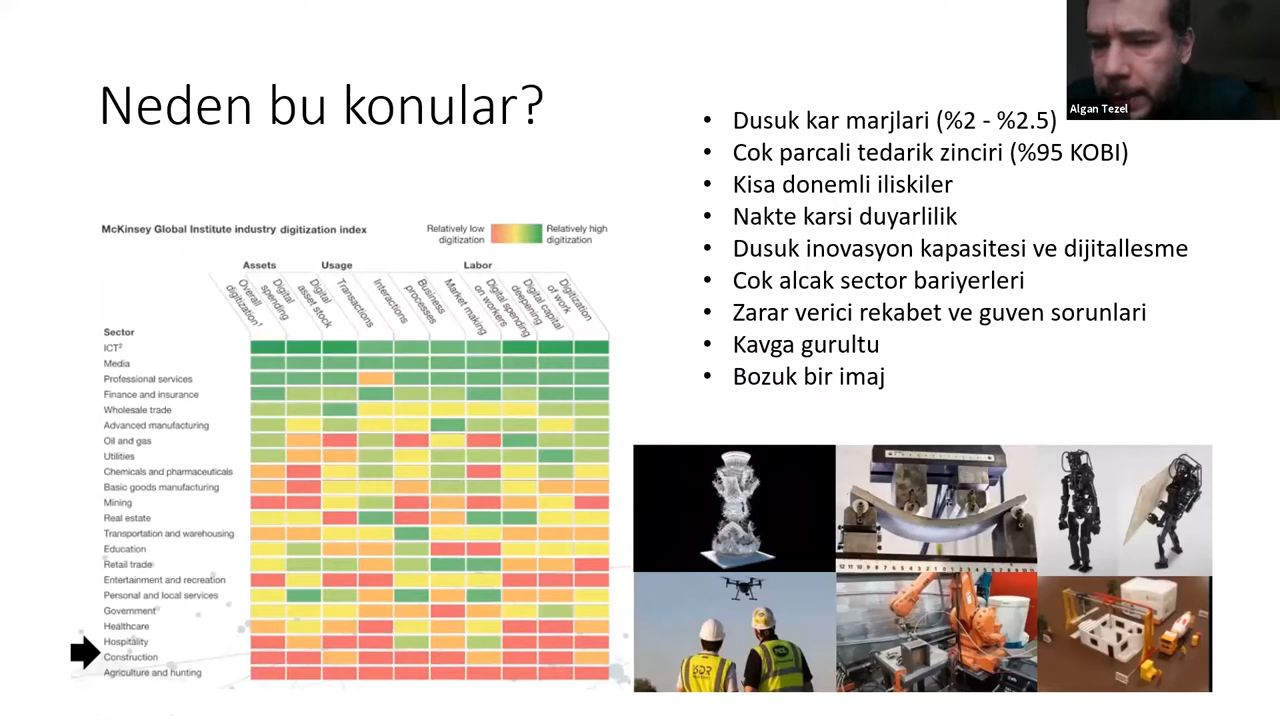 Neden bu konular?
Algan Tezel
• Dusuk kar marjlari (%2 - %2.5)
• Cok parcali tedarik zinciri (%95 KOBI)
• Kisa donemli iliskiler
• Nakte karsi duyarlilik
• Dusuk inovasyon kapasitesi ve dijitallesme
• Cok alcak sector bariyerleri
• Zarar verici rekabet ve guven sorunlari
• Kavga gurultu
• Bozuk bir imaj
McKinsey Global Institute industry digitization index
Relatively low
digitization
Relatively high
digitization
Assets
Usage
Labor
Overall
digitization¹
Digital
spending
Digital
asset stock
Transactions
Interactions
Business
processes
Market making
Digital spending
on workers
Digital capital
deepening
Digitization
of work
Sector
ICT²
Media
Professional services
Finance and insurance
Wholesale trade
Advanced manufacturing
Oil and gas
Utilities
Chemicals and pharmaceuticals
Basic goods manufacturing
Mining
Real estate
Transportation and warehousing
Education
Retail trade
Entertainment and recreation
Personal and local services
Government
Healthcare
Hospitality
Construction
Agriculture and hunting
PCL